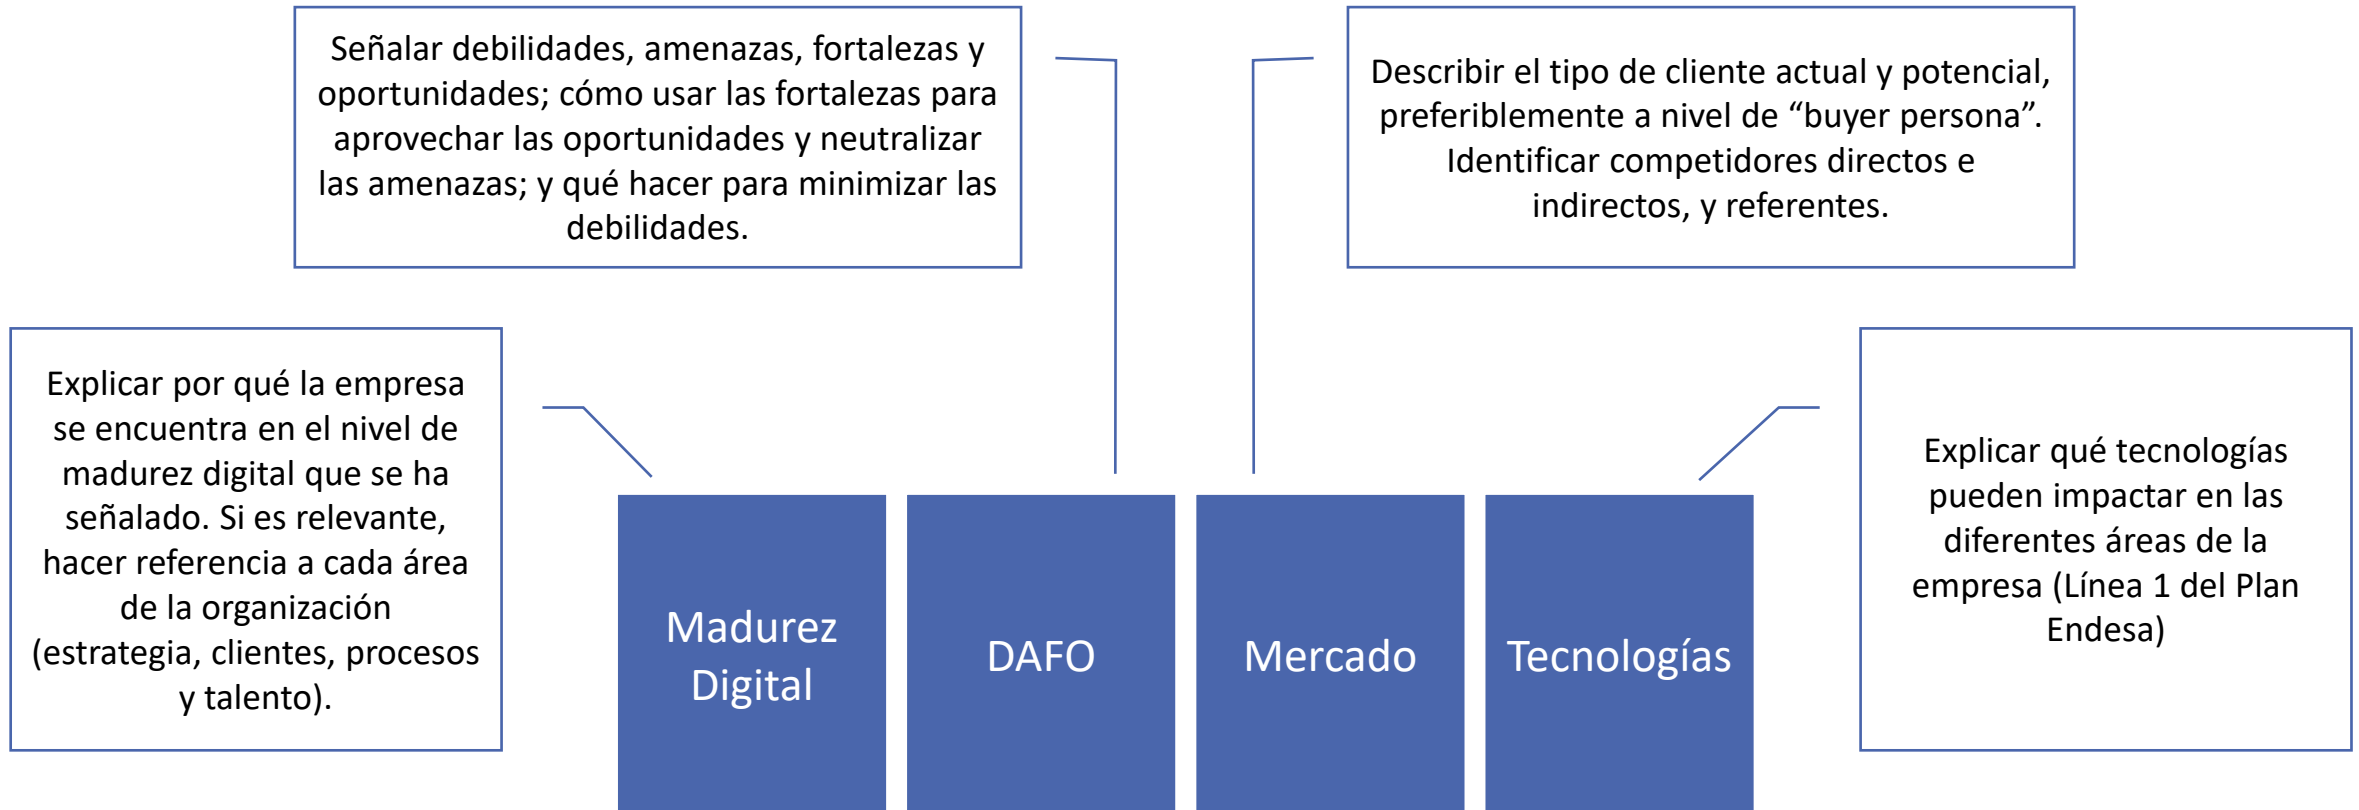 Señalar debilidades, amenazas, fortalezas y
oportunidades; cómo usar las fortalezas para
aprovechar las oportunidades y neutralizar
las amenazas; y qué hacer para minimizar las
debilidades.
Describir el tipo de cliente actual y potencial,
preferiblemente a nivel de “buyer persona”.
Identificar competidores directos e
indirectos, y referentes.
Explicar por qué la empresa
se encuentra en el nivel de
madurez digital que se ha
señalado. Si es relevante,
hacer referencia a cada área
de la organización
(estrategia, clientes, procesos
y talento).
Explicar qué tecnologías
pueden impactar en las
diferentes áreas de la
empresa (Línea 1 del Plan
Endesa)
Madurez
Digital
DAFO
Mercado
Tecnologías